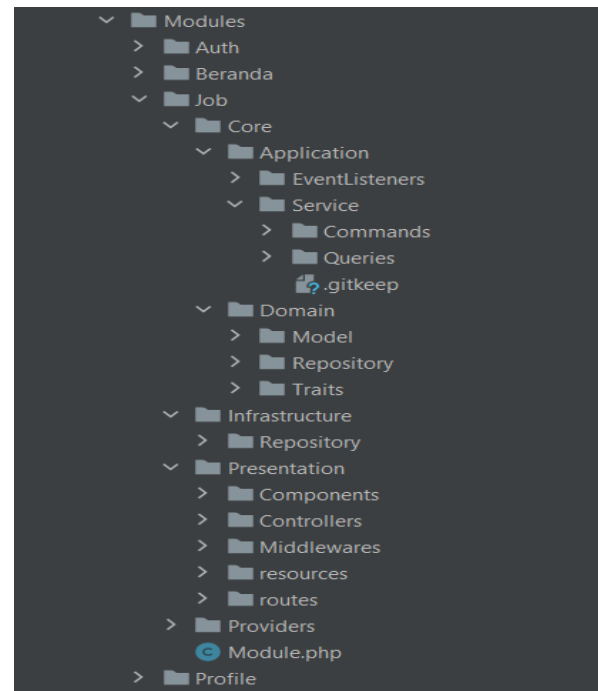 Modules
Auth
Beranda
Job
Core
Application
EventListeners
Service
Commands
Queries
.gitkeep
Domain
Model
Repository
Traits
Infrastructure
Repository
Presentation
Components
Controllers
Middlewares
resources
routes
Providers
Module.php
Profile